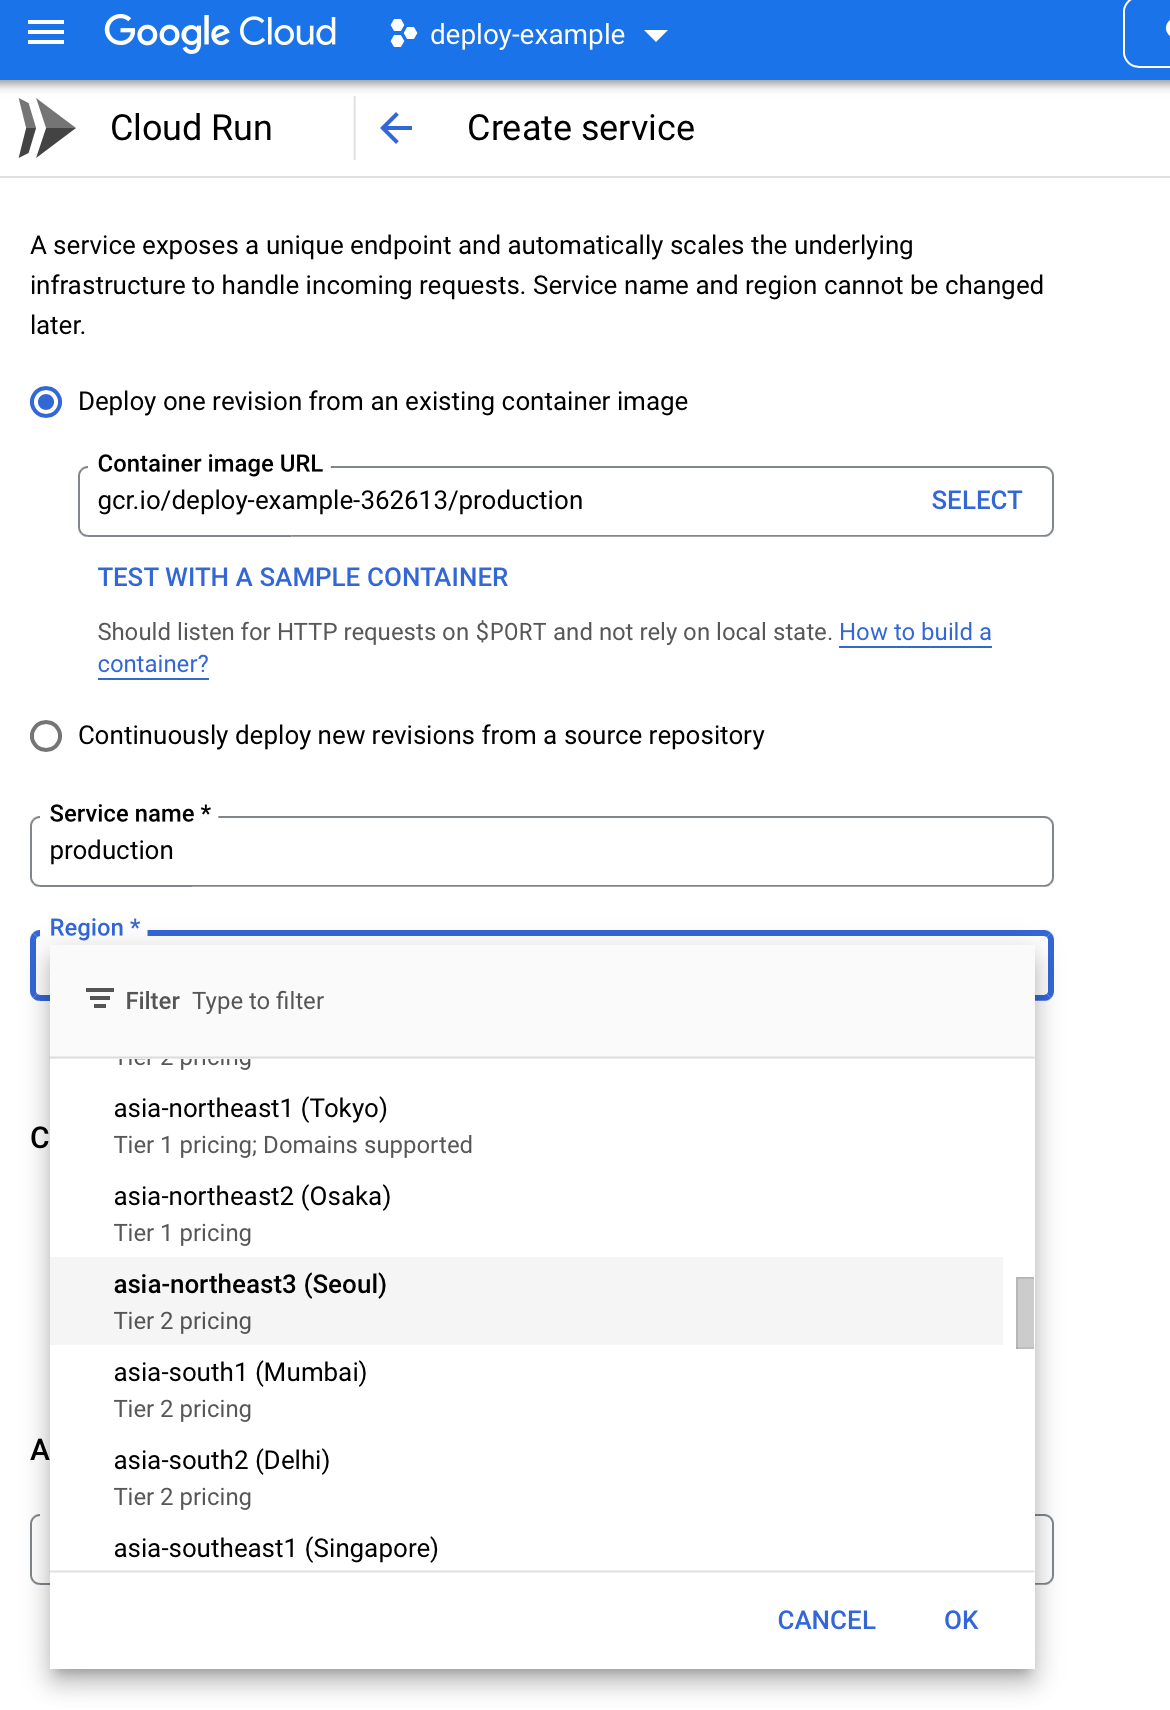 Google Cloud
deploy-example
Cloud Run
Create service
A service exposes a unique endpoint and automatically scales the underlying
infrastructure to handle incoming requests. Service name and region cannot be changed
later.
Deploy one revision from an existing container image
Container image URL
gcr.io/deploy-example-362613/production
SELECT
TEST WITH A SAMPLE CONTAINER
Should listen for HTTP requests on $PORT and not rely on local state. How to build a
container?
Continuously deploy new revisions from a source repository
Service name *
production
Region *
Filter Type to filter
Tier 2 pricing
asia-northeast1 (Tokyo)
Tier 1 pricing; Domains supported
C
asia-northeast2 (Osaka)
Tier 1 pricing
asia-northeast3 (Seoul)
Tier 2 pricing
asia-south1 (Mumbai)
Tier 2 pricing
A
asia-south2 (Delhi)
Tier 2 pricing
asia-southeast1 (Singapore)
CANCEL
OK